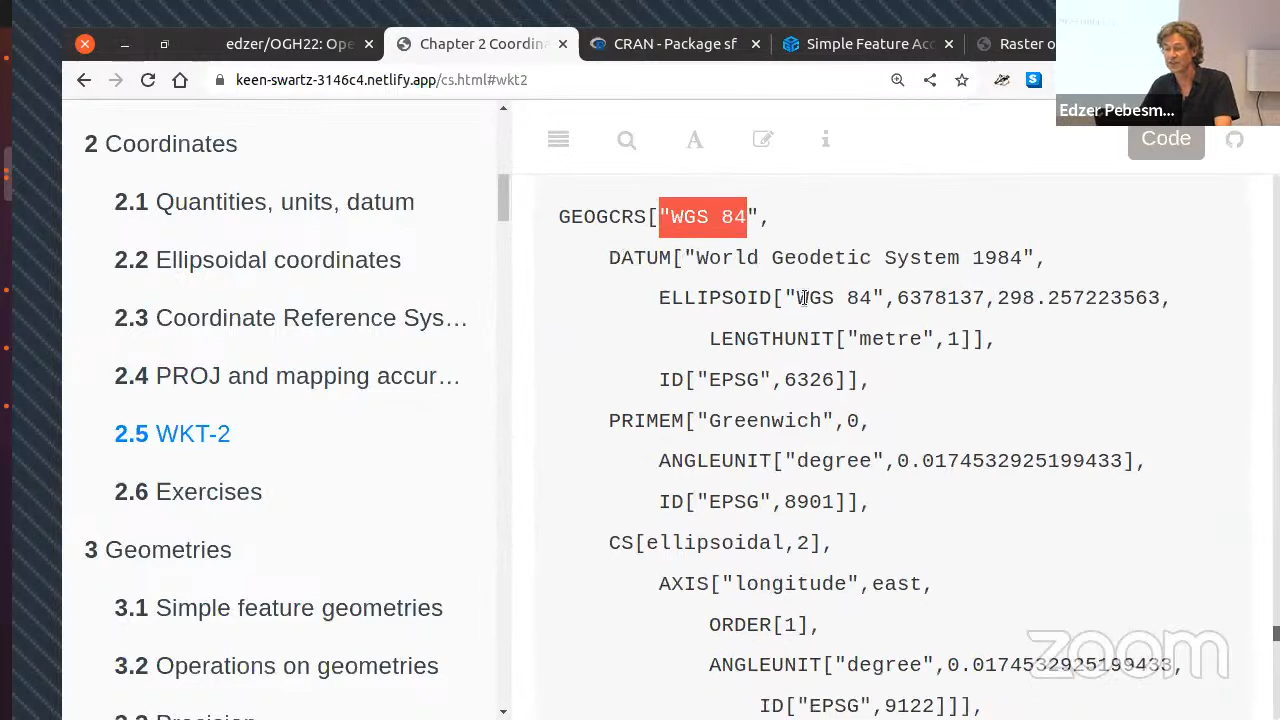 edzer/OGH22: Ope
Chapter 2 Coordin
CRAN - Package sf
Simple Feature Acc
Raster o
keen-swartz-3146c4.netlify.app/cs.html#wkt2
S
Edzer Pebesm...
Code
2 Coordinates
2.1 Quantities, units, datum
2.2 Ellipsoidal coordinates
2.3 Coordinate Reference Sys…
2.4 PROJ and mapping accur…
2.5 WKT-2
2.6 Exercises
3 Geometries
3.1 Simple feature geometries
3.2 Operations on geometries
3.3 Precision
GEOGCRS["WGS 84",
DATUM["World Geodetic System 1984",
ELLIPSOID["WGS 84",6378137,298.257223563,
LENGTHUNIT["metre",1]],
ID["EPSG",6326]],
PRIMEM["Greenwich",0,
ANGLEUNIT["degree",0.0174532925199433],
ID["EPSG",8901]],
CS[ellipsoidal,2],
AXIS["longitude",east,
ORDER[1],
ANGLEUNIT["degree",0.0174532925199433,
ID["EPSG",9122]]],
zoom